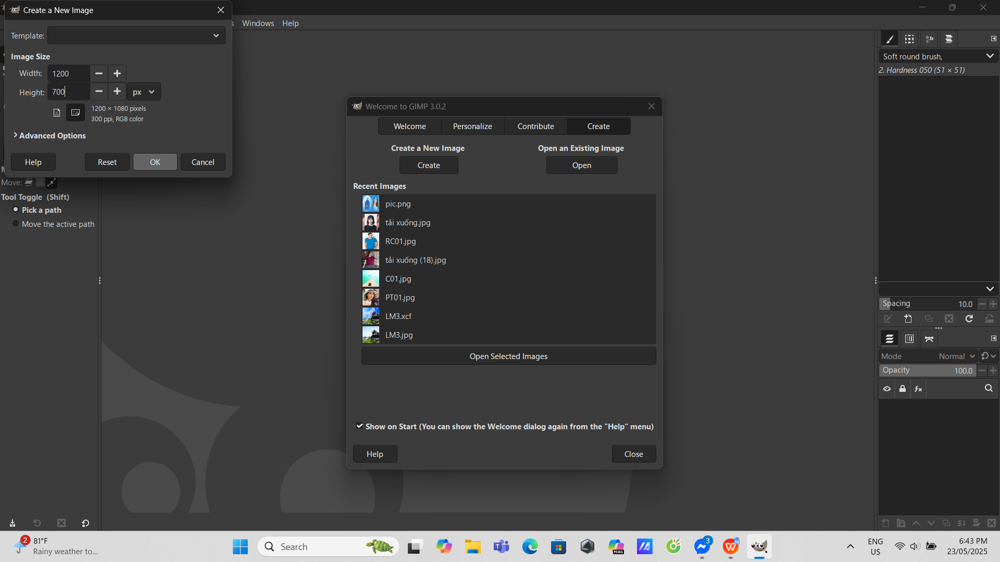 Create a New Image
Windows
Help
Template:
Image Size
Width:
1200
Height:
700
px
1200 × 1080 pixels
300 ppi, RGB color
Advanced Options
Help
Reset
OK
Cancel
Move:
Tool Toggle (Shift)
Pick a path
Move the active path
Welcome to GIMP 3.0.2
Welcome
Personalize
Contribute
Create
Create a New Image
Open an Existing Image
Create
Open
Recent Images
pic.png
tải xuống.jpg
RC01.jpg
tải xuống (18).jpg
C01.jpg
PT01.jpg
LM3.xcf
LM3.jpg
Open Selected Images
Show on Start (You can show the Welcome dialog again from the "Help" menu)
Help
Close
Soft round brush,
2. Hardness 050 (51 × 51)
Spacing
10.0
Mode
Normal
Opacity
100.0
2
81°F
Rainy weather to...
Search
M365
3
ENG
US
6:43 PM
23/05/2025